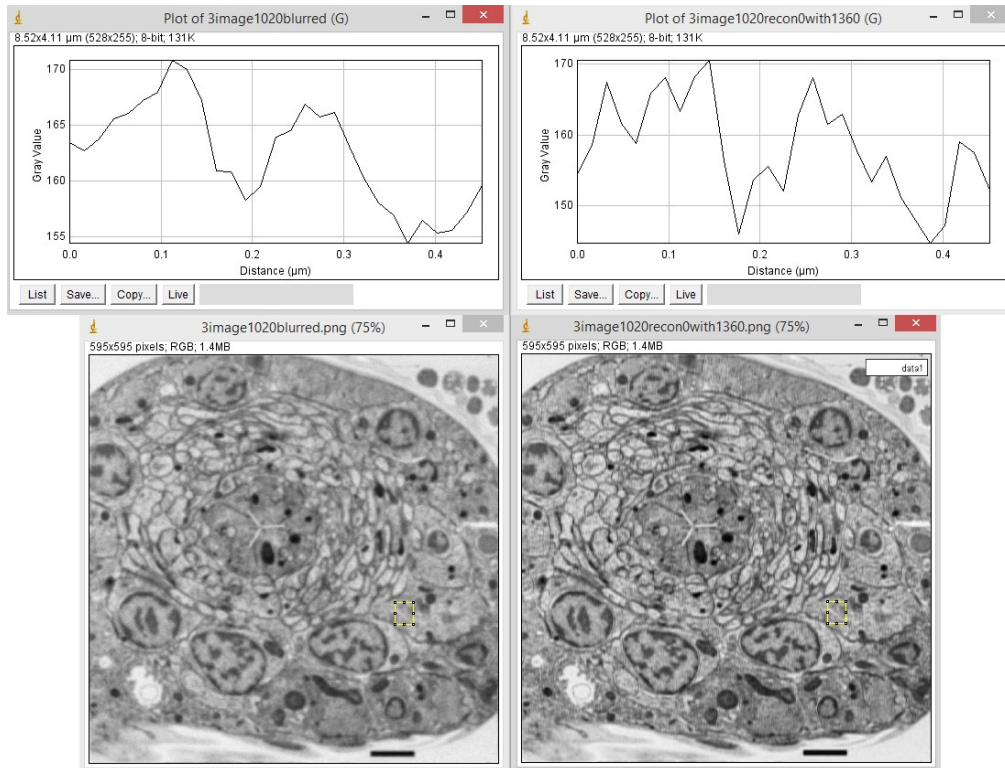 Plot of 3image1020blurred (G)
8.52x4.11 µm (528x255); 8-bit; 131K
170
165
160
155
Gray Value
0.0 0.1 0.2 0.3 0.4
Distance (µm)
List Save... Copy... Live
Plot of 3image1020recon0with1360 (G)
8.52x4.11 µm (528x255); 8-bit; 131K
170
160
150
Gray Value
0.0 0.1 0.2 0.3 0.4
Distance (µm)
List Save... Copy... Live
3image1020blurred.png (75%)
595x595 pixels; RGB; 1.4MB
3image1020recon0with1360.png (75%)
595x595 pixels; RGB; 1.4MB
data1